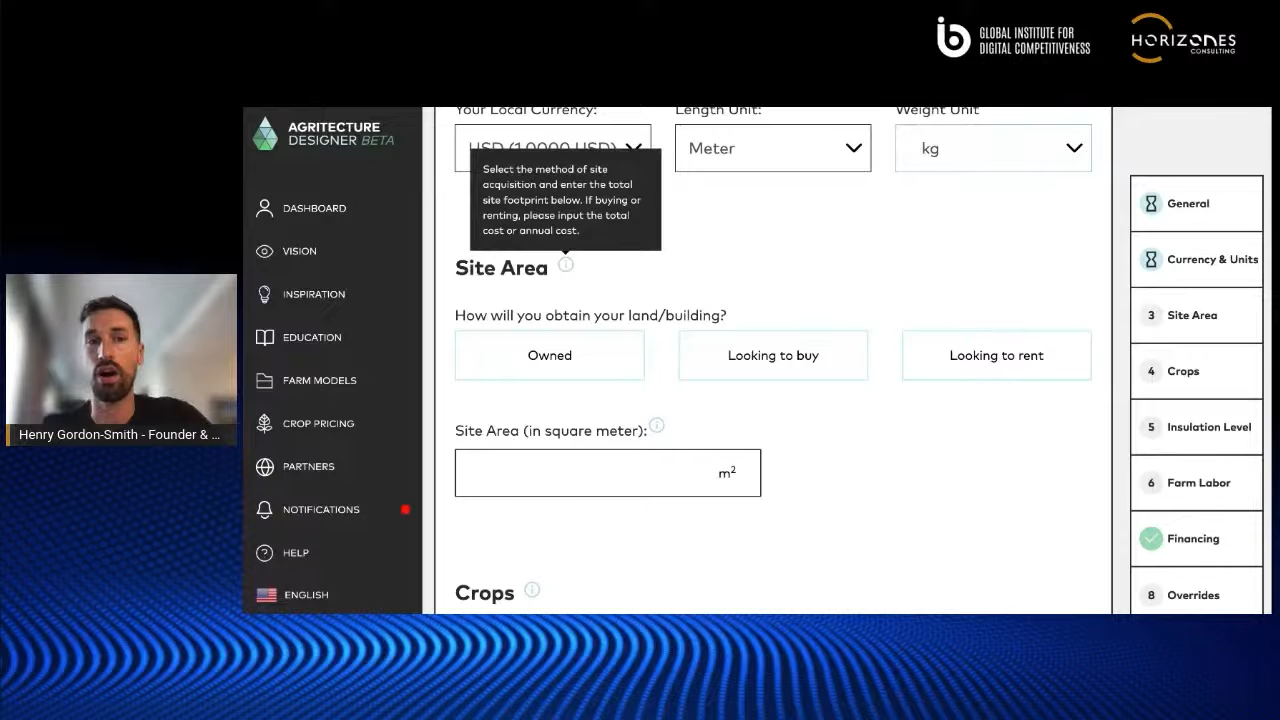 GLOBAL INSTITUTE FOR
DIGITAL COMPETITIVENESS
HORIZONES
CONSULTING
AGRITECTURE
DESIGNER BETA
DASHBOARD
VISION
INSPIRATION
EDUCATION
FARM MODELS
CROP PRICING
PARTNERS
NOTIFICATIONS
HELP
ENGLISH
Your Local Currency:
Length Unit:
Weight Unit
USD (1.0000 USD)
Meter
kg
Select the method of site
acquisition and enter the total
site footprint below. If buying or
renting, please input the total
cost or annual cost.
Site Area
How will you obtain your land/building?
Owned
Looking to buy
Looking to rent
Site Area (in square meter):
m²
Crops
General
Currency & Units
3 Site Area
4 Crops
5 Insulation Level
6 Farm Labor
Financing
8 Overrides
Henry Gordon-Smith - Founder & ...